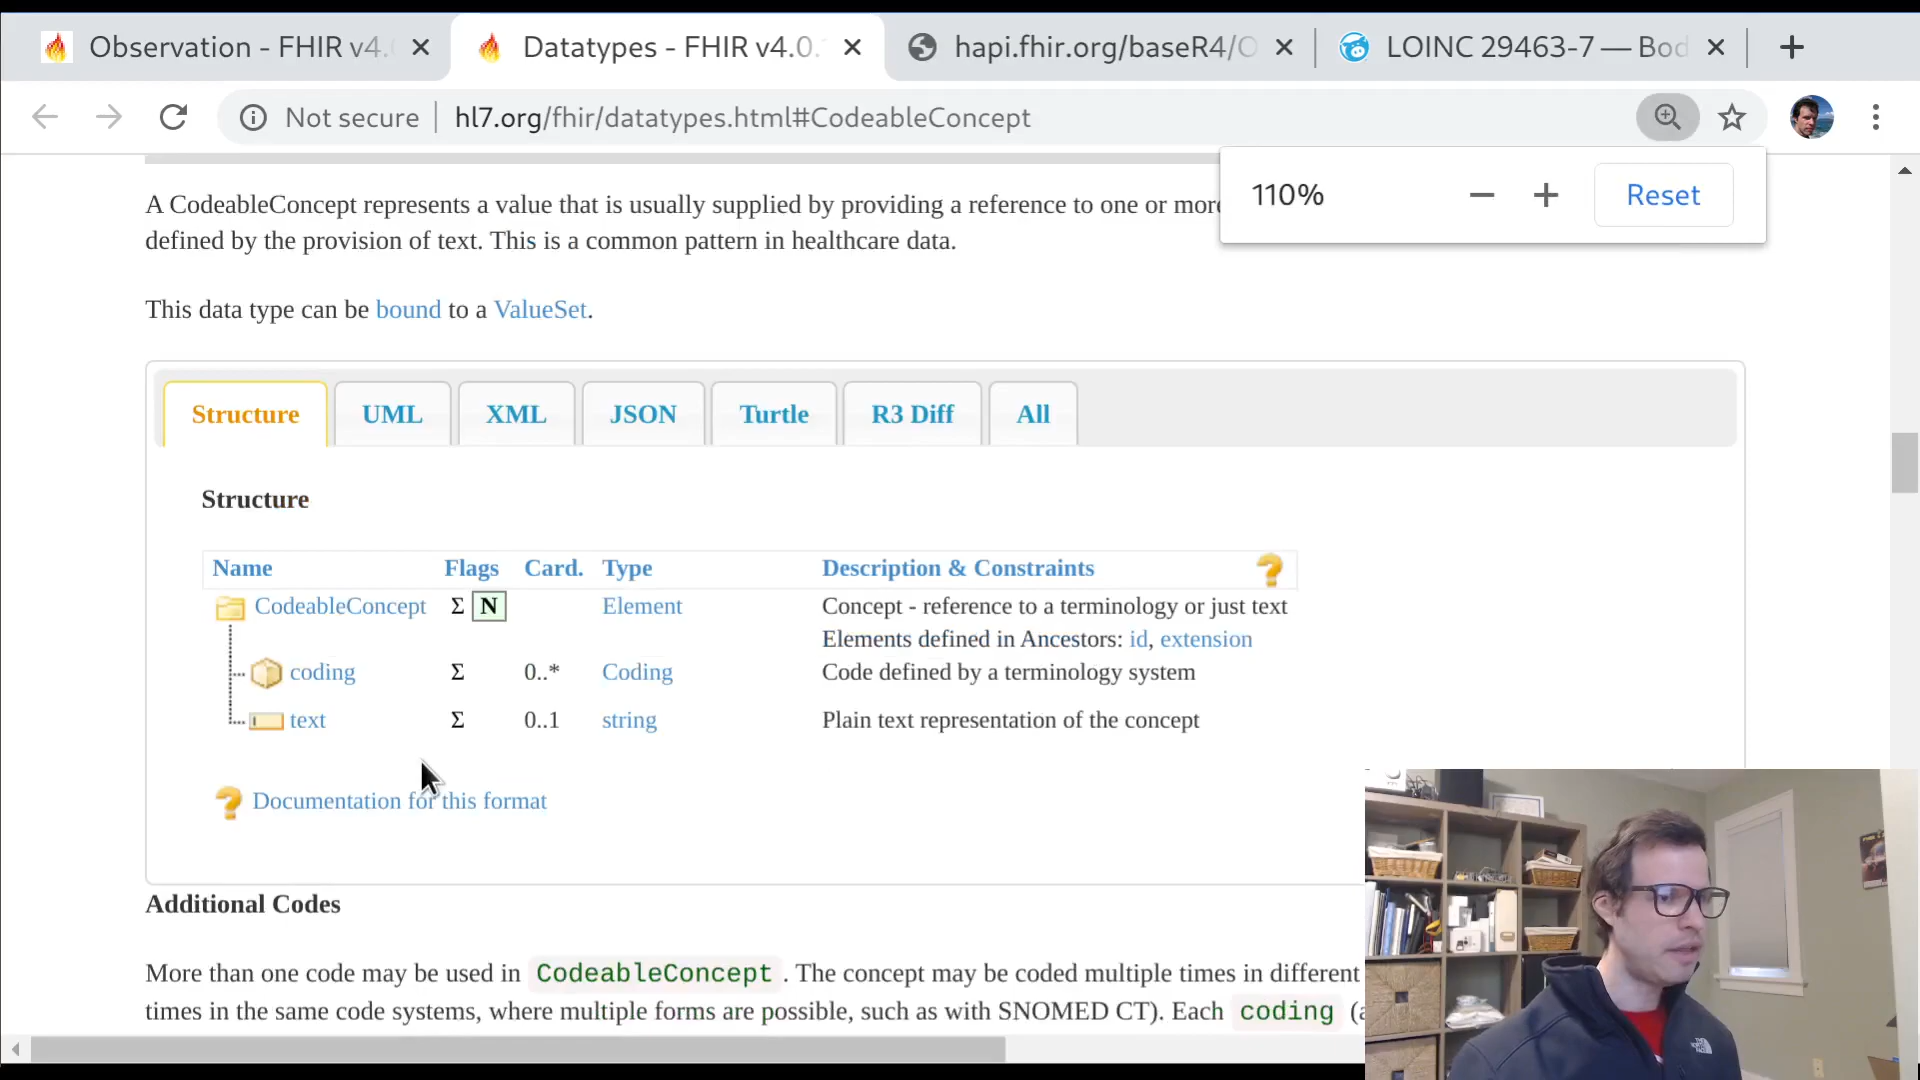 Observation - FHIR v4.
Datatypes - FHIR v4.0.
hapi.fhir.org/baseR4/O
LOINC 29463-7 — Bod
Not secure
hl7.org/fhir/datatypes.html#CodeableConcept
110%
Reset
A CodeableConcept represents a value that is usually supplied by providing a reference to one or more
defined by the provision of text. This is a common pattern in healthcare data.
This data type can be bound to a ValueSet.
Structure UML XML JSON Turtle R3 Diff All
Structure
Name Flags Card. Type Description & Constraints
CodeableConcept Σ N Element Concept - reference to a terminology or just text
Elements defined in Ancestors: id, extension
coding Σ 0..* Coding Code defined by a terminology system
text Σ 0..1 string Plain text representation of the concept
Documentation for this format
Additional Codes
More than one code may be used in CodeableConcept . The concept may be coded multiple times in different
times in the same code systems, where multiple forms are possible, such as with SNOMED CT). Each coding (a